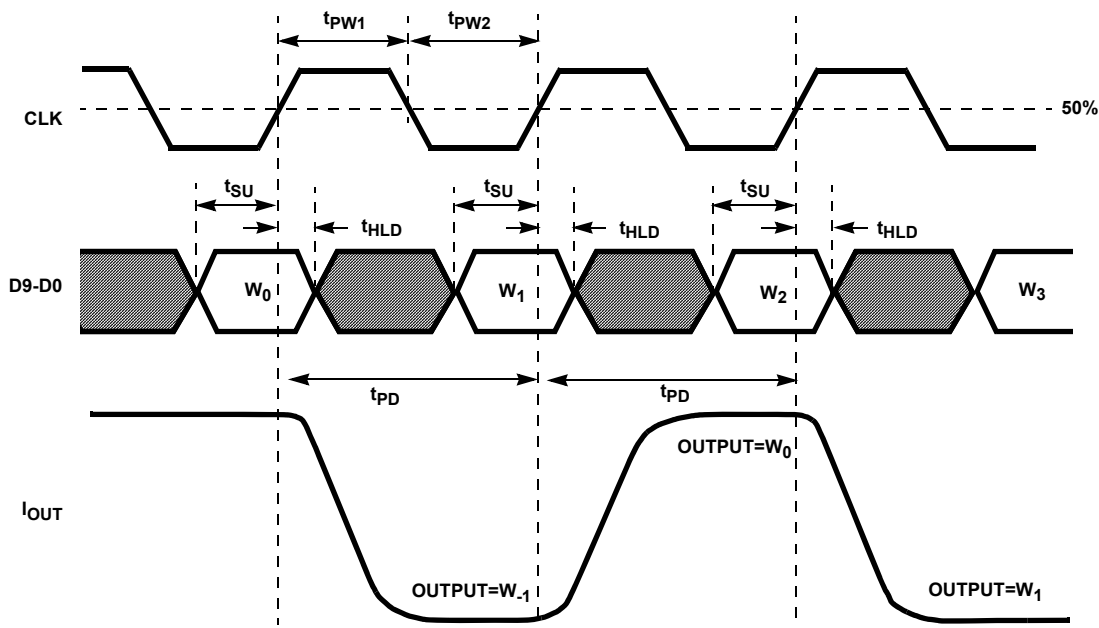 tPW1 tPW2
CLK
50%
tSU tSU tSU
tHLD tHLD tHLD
D9-D0
W0 W1 W2 W3
tPD tPD
OUTPUT=W0
IOUT
OUTPUT=W-1 OUTPUT=W1